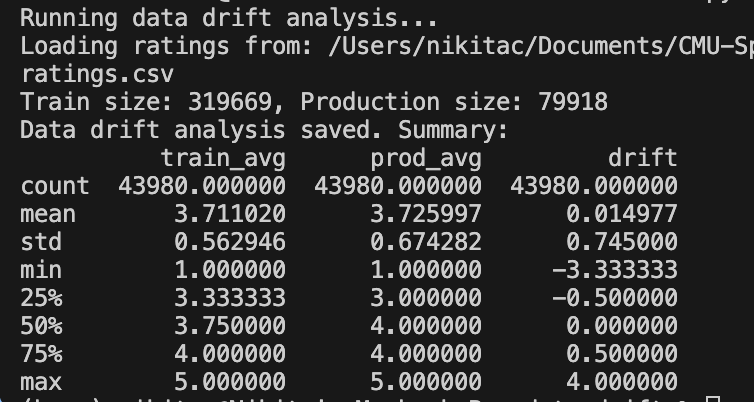 Running data drift analysis...
Loading ratings from: /Users/nikitac/Documents/CMU-Sp
ratings.csv
Train size: 319669, Production size: 79918
Data drift analysis saved. Summary:
train_avg prod_avg drift
count 43980.000000 43980.000000 43980.000000
mean 3.711020 3.725997 0.014977
std 0.562946 0.674282 0.745000
min 1.000000 1.000000 -3.333333
25% 3.333333 3.000000 -0.500000
50% 3.750000 4.000000 0.000000
75% 4.000000 4.000000 0.500000
max 5.000000 5.000000 4.000000